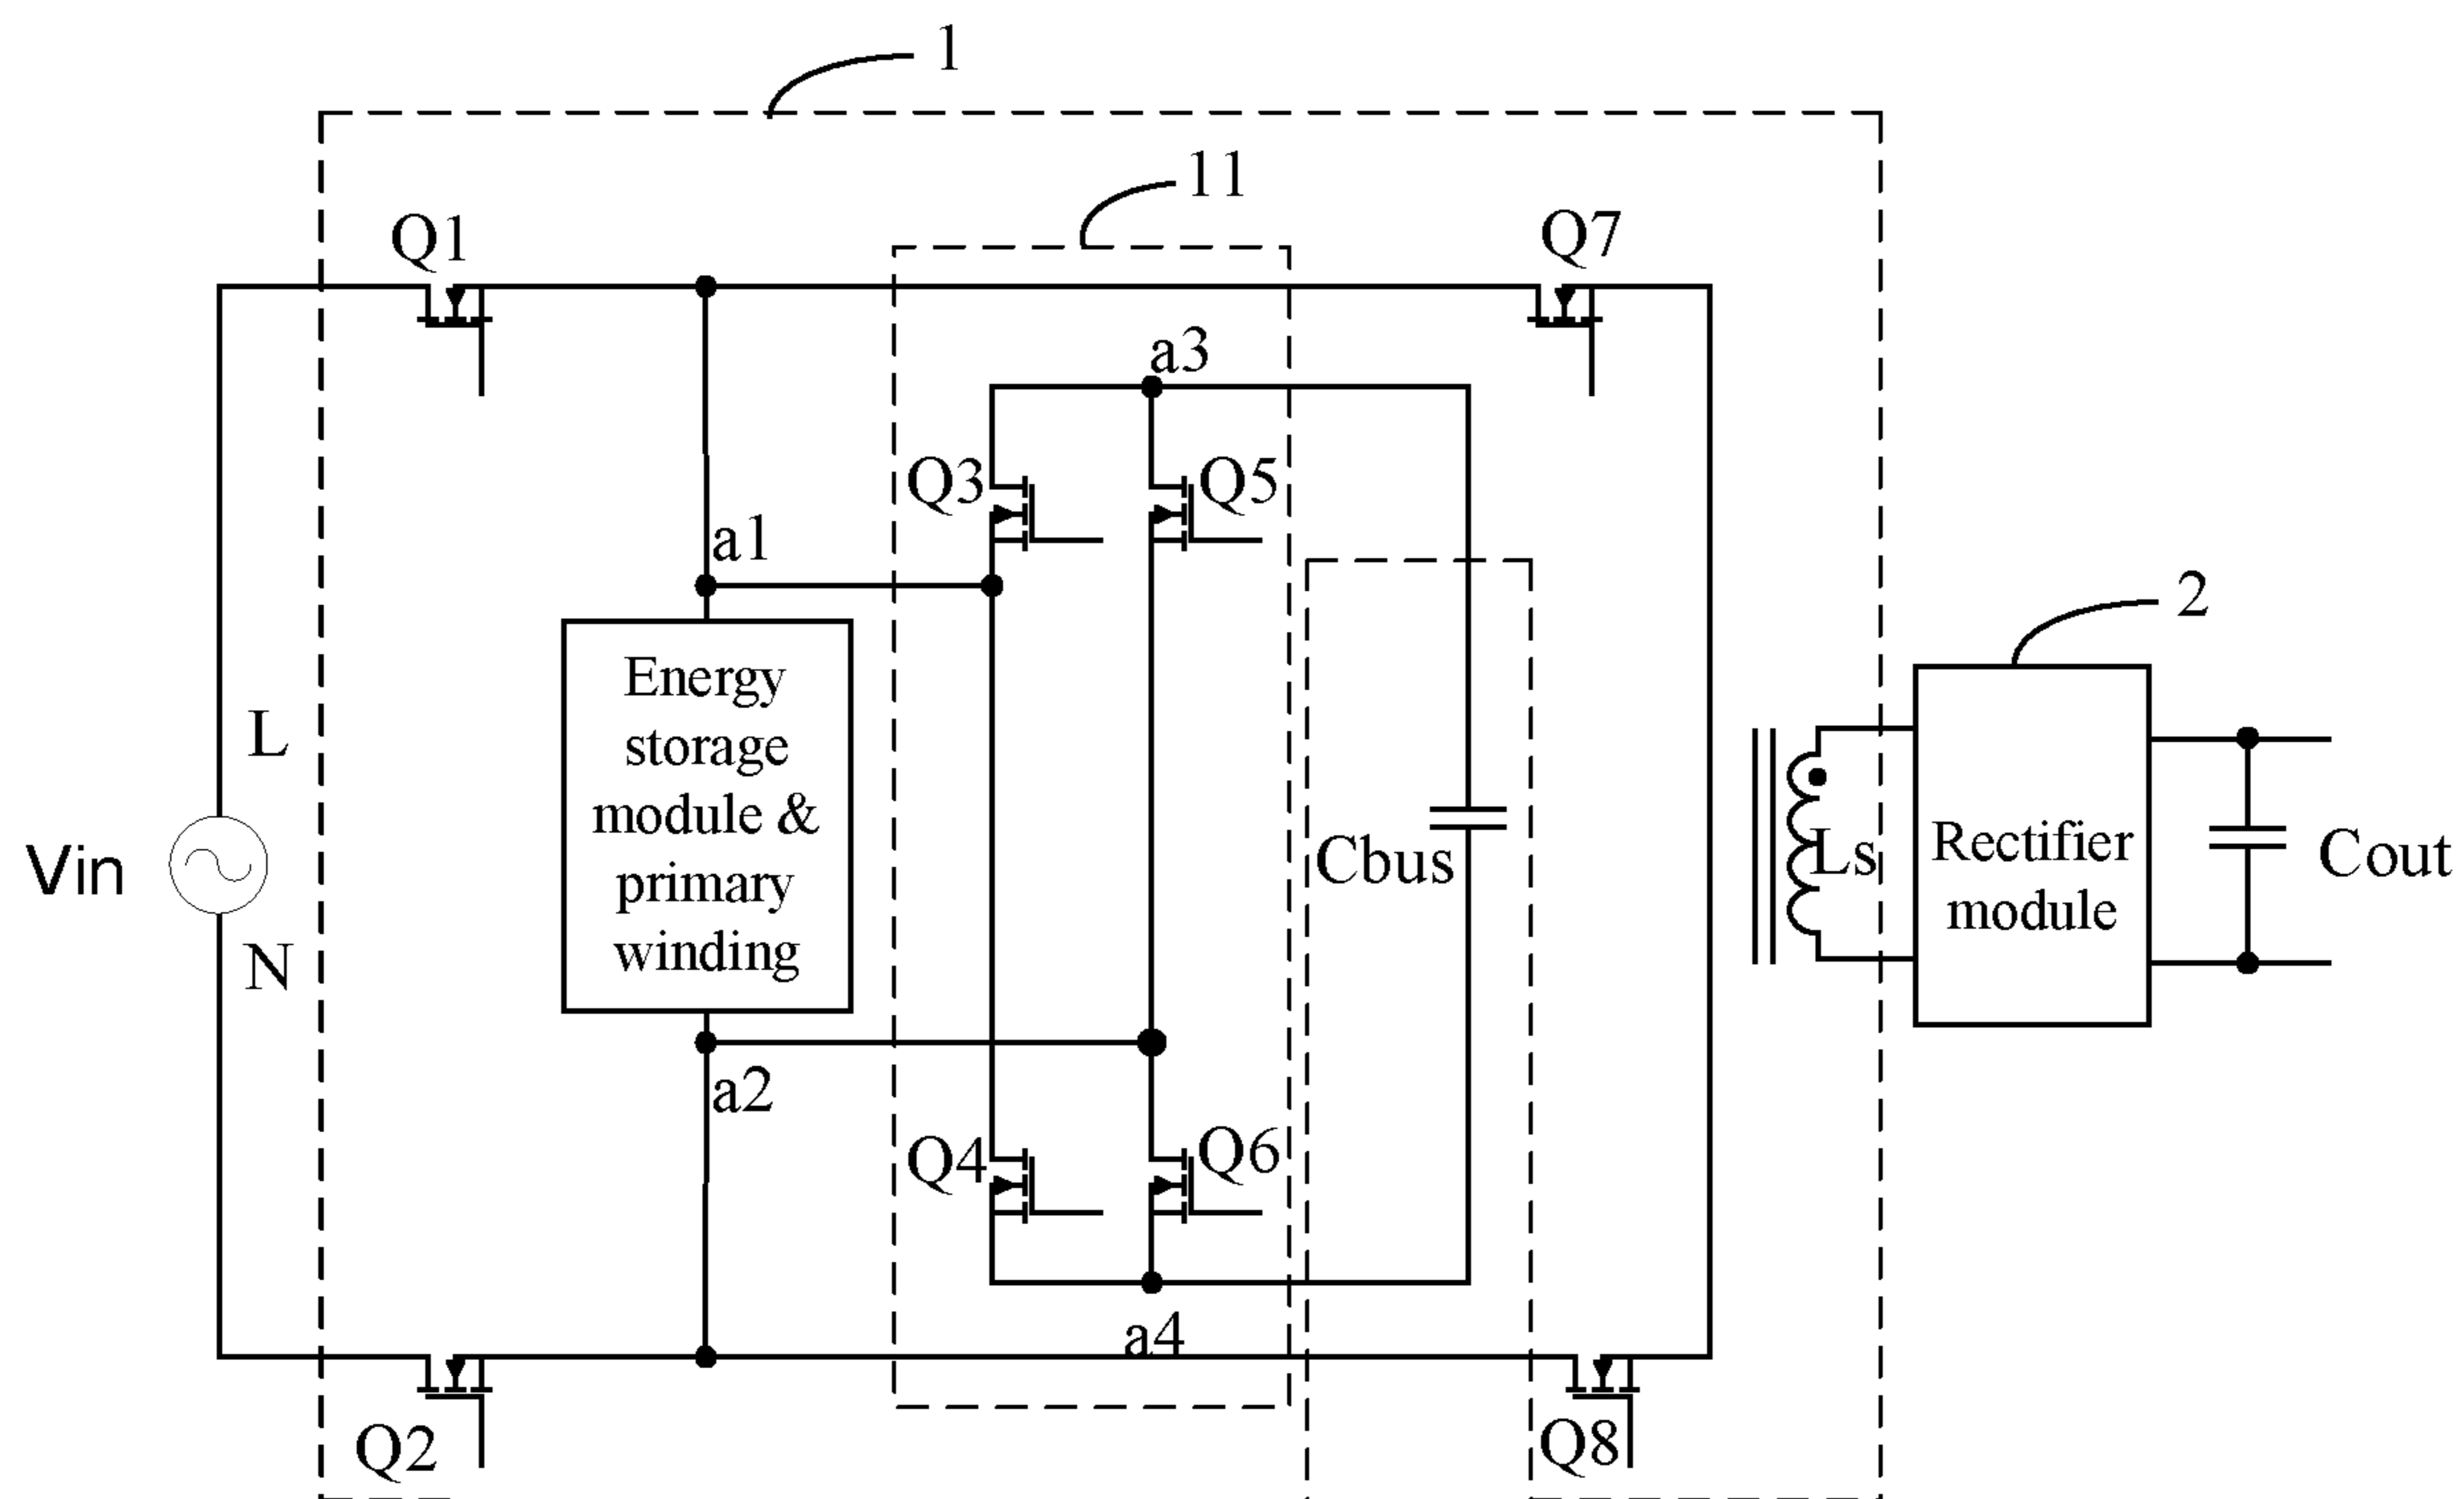 1
11
Q1
Q7
a3
Q3
Q5
a1
2
Energy
storage
module &
primary
winding
L
Vin
N
Cbus
Ls
Rectifier
module
Cout
a2
Q4
Q6
a4
Q2
Q8